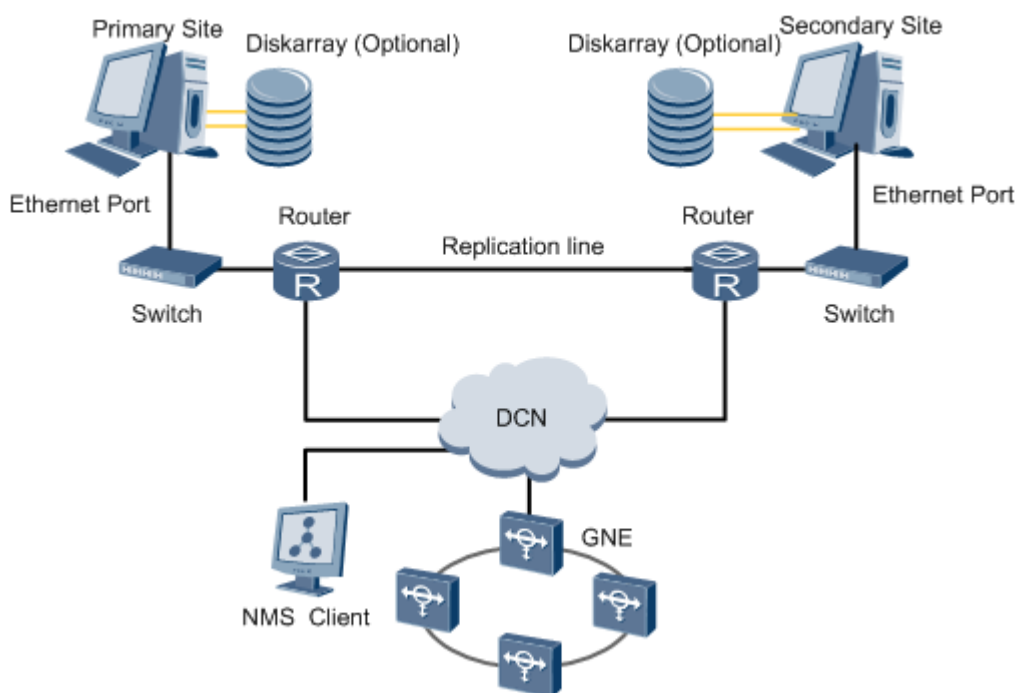 Primary Site
Diskarray (Optional)
Diskarray (Optional)
Secondary Site
Ethernet Port
Ethernet Port
Router
Replication line
Router
R
R
Switch
Switch
DCN
GNE
NMS Client